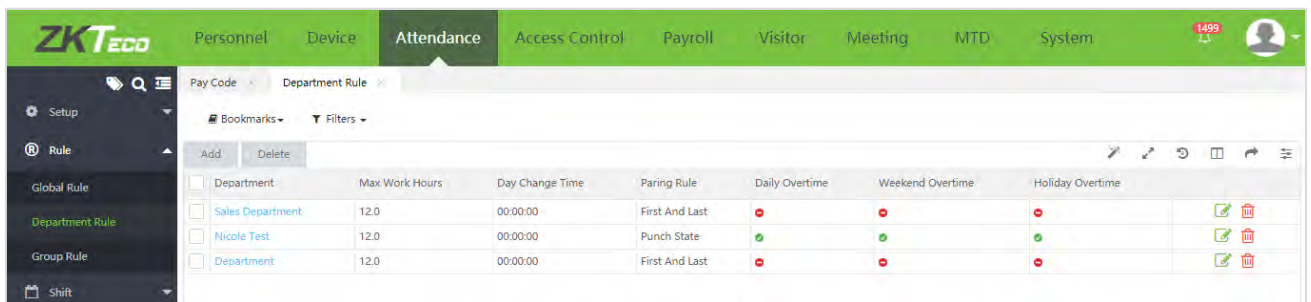 ZKTeco Personnel Device Attendance Access Control Payroll Visitor Meeting MTD System 1499
Pay Code Department Rule
Setup
Bookmarks Filters
Rule
Add Delete
Global Rule
Department Max Work Hours Day Change Time Paring Rule Daily Overtime Weekend Overtime Holiday Overtime
Sales Department 12.0 00:00:00 First And Last
Department Rule
Nicole Test 12.0 00:00:00 Punch State
Group Rule
Department 12.0 00:00:00 First And Last
Shift